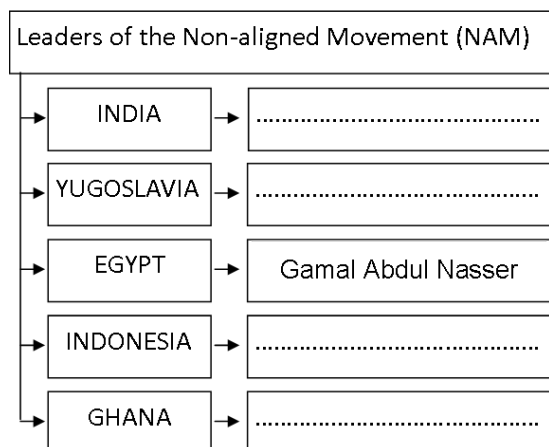 Leaders of the Non-aligned Movement (NAM)
INDIA ................................................
YUGOSLAVIA ................................................
EGYPT Gamal Abdul Nasser
INDONESIA ................................................
GHANA ................................................